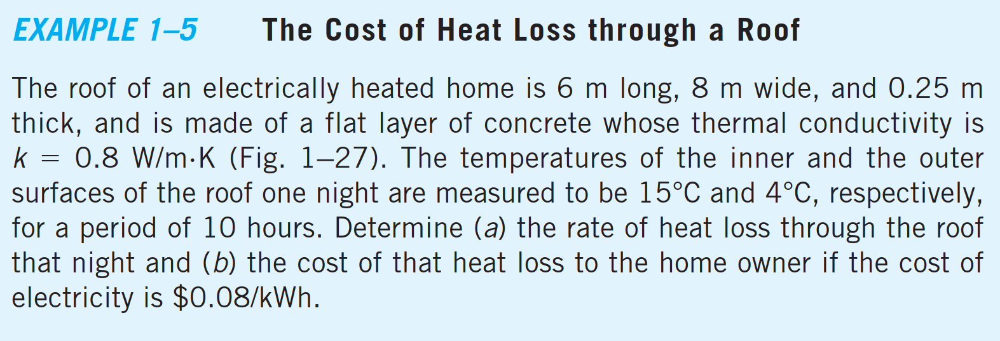 EXAMPLE 1–5 The Cost of Heat Loss through a Roof
The roof of an electrically heated home is 6 m long, 8 m wide, and 0.25 m
thick, and is made of a flat layer of concrete whose thermal conductivity is
k = 0.8 W/m·K (Fig. 1–27). The temperatures of the inner and the outer
surfaces of the roof one night are measured to be 15°C and 4°C, respectively,
for a period of 10 hours. Determine (a) the rate of heat loss through the roof
that night and (b) the cost of that heat loss to the home owner if the cost of
electricity is $0.08/kWh.